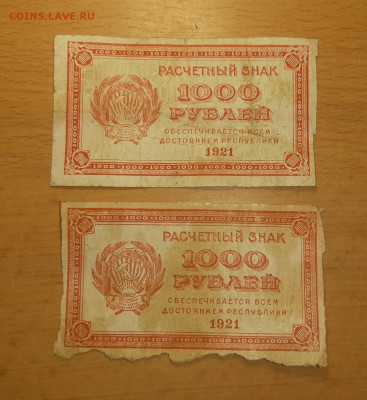 COINS.LAVE.RU
РАСЧЕТНЫЙ ЗНАК
1000
РУБЛЕЙ
ОБЕСПЕЧИВАЕТСЯ ВСЕМ
ДОСТОЯНИЕМ РЕСПУБЛИКИ
1921
РАСЧЕТНЫЙ ЗНАК
1000
РУБЛЕЙ
ОБЕСПЕЧИВАЕТСЯ ВСЕМ
ДОСТОЯНИЕМ РЕСПУБЛИКИ
1921